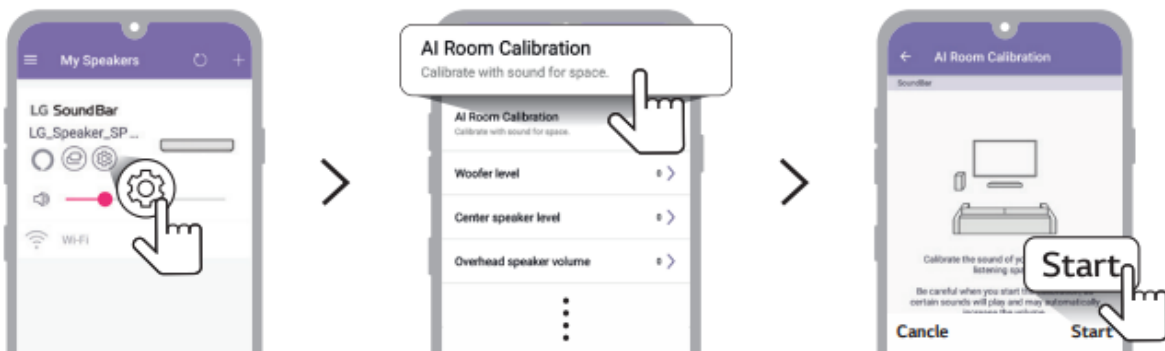 My Speakers
LG SoundBar
LG_Speaker_SP...
Wi-Fi
AI Room Calibration
Calibrate with sound for space.
AI Room Calibration
Calibrate with sound for space.
Woofer level 0
Center speaker level 0
Overhead speaker volume 0
AI Room Calibration
SoundBar
Calibrate the sound of yo
listening spa
Be careful when you start
certain sounds will play and may automatically
increase the volume.
Start
Cancle Start